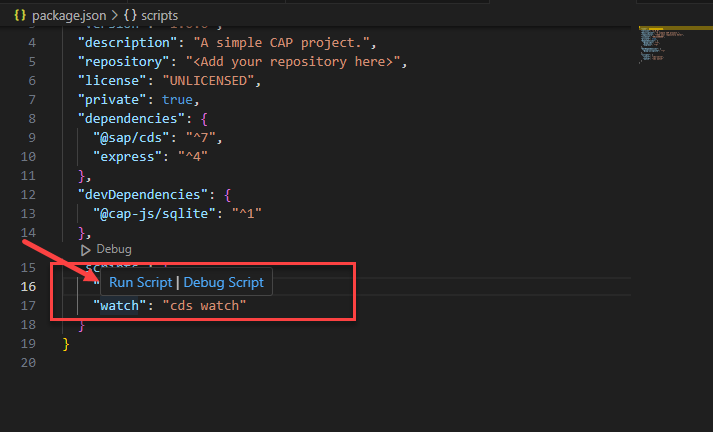 package.json > {} scripts
4 "description": "A simple CAP project.",
5 "repository": "<Add your repository here>",
6 "license": "UNLICENSED",
7 "private": true,
8 "dependencies": {
9 "@sap/cds": "^7",
10 "express": "^4"
11 },
12 "devDependencies": {
13 "@cap-js/sqlite": "^1"
14 },
Debug
15
16 "
Run Script | Debug Script
17 "watch": "cds watch"
18 }
19 }
20